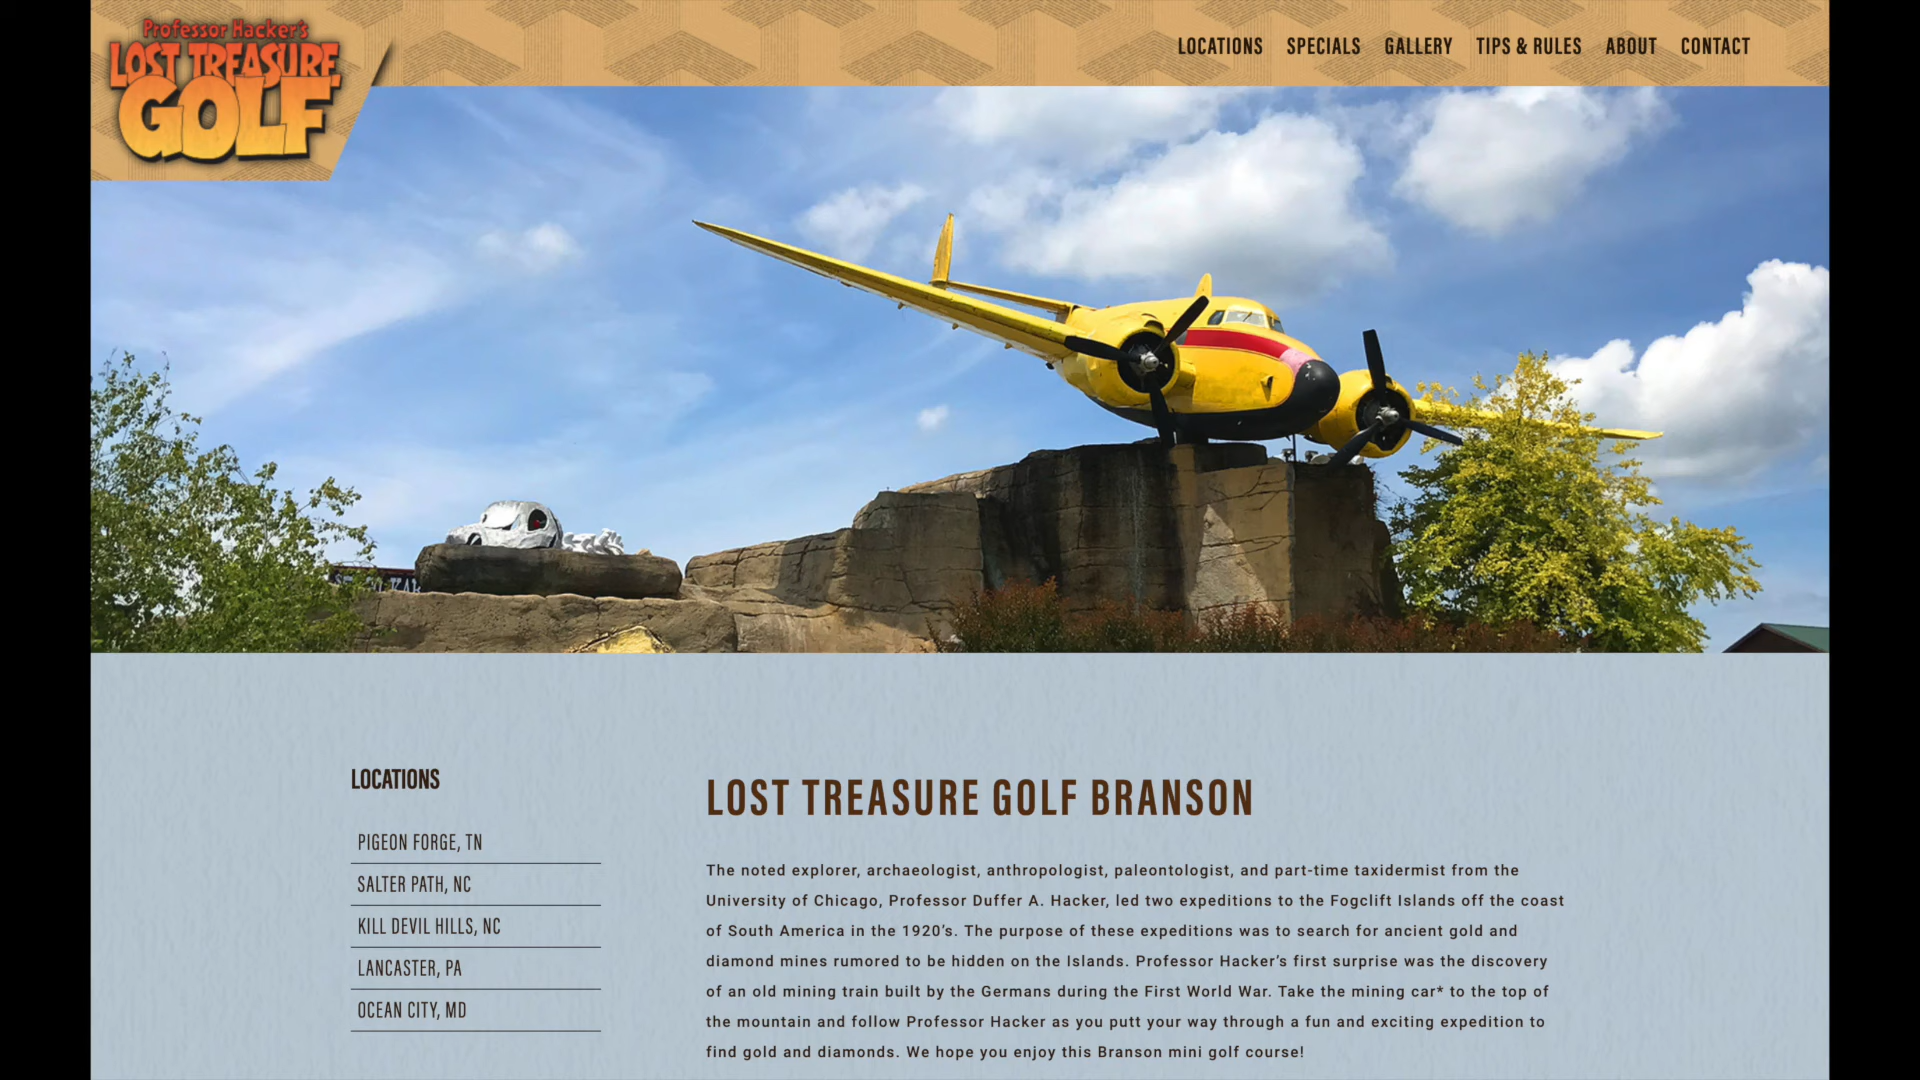 Professor Hacker's
LOST TREASURE
GOLF
LOCATIONS
SPECIALS
GALLERY
TIPS & RULES
ABOUT
CONTACT
LOCATIONS
PIGEON FORGE, TN
SALTER PATH, NC
KILL DEVIL HILLS, NC
LANCASTER, PA
OCEAN CITY, MD
LOST TREASURE GOLF BRANSON
The noted explorer, archaeologist, anthropologist, paleontologist, and part-time taxidermist from the
University of Chicago, Professor Duffer A. Hacker, led two expeditions to the Fogclift Islands off the coast
of South America in the 1920’s. The purpose of these expeditions was to search for ancient gold and
diamond mines rumored to be hidden on the Islands. Professor Hacker’s first surprise was the discovery
of an old mining train built by the Germans during the First World War. Take the mining car* to the top of
the mountain and follow Professor Hacker as you putt your way through a fun and exciting expedition to
find gold and diamonds. We hope you enjoy this Branson mini golf course!